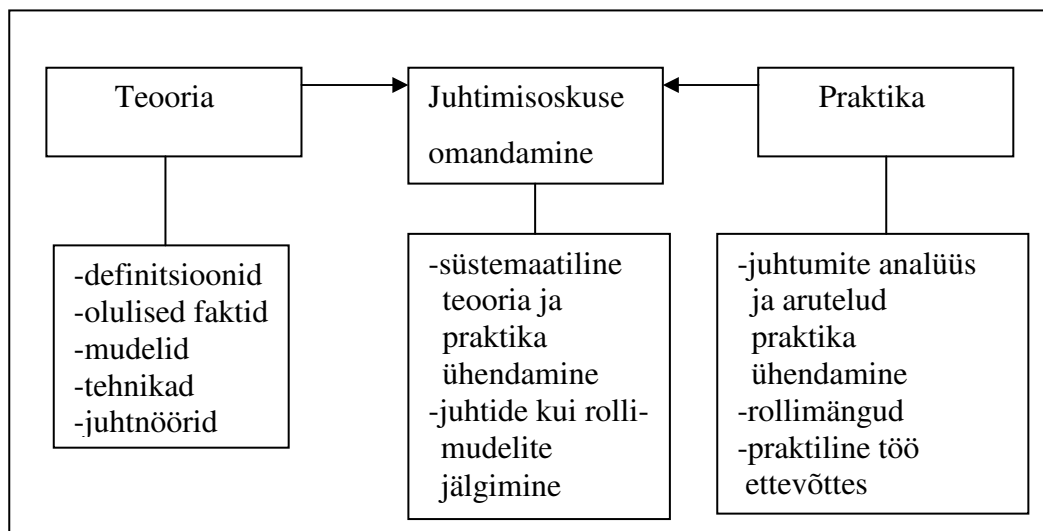 Teooria
Juhtimisoskuse
omandamine
Praktika
-definitsioonid
-olulised faktid
-mudelid
-tehnikad
-juhtnöörid
-süstemaatiline
teooria ja
praktika
ühendamine
-juhtide kui rolli-
mudelite
jälgimine
-juhtumite analüüs
ja arutelud
praktika
ühendamine
-rollimängud
-praktiline töö
ettevõttes